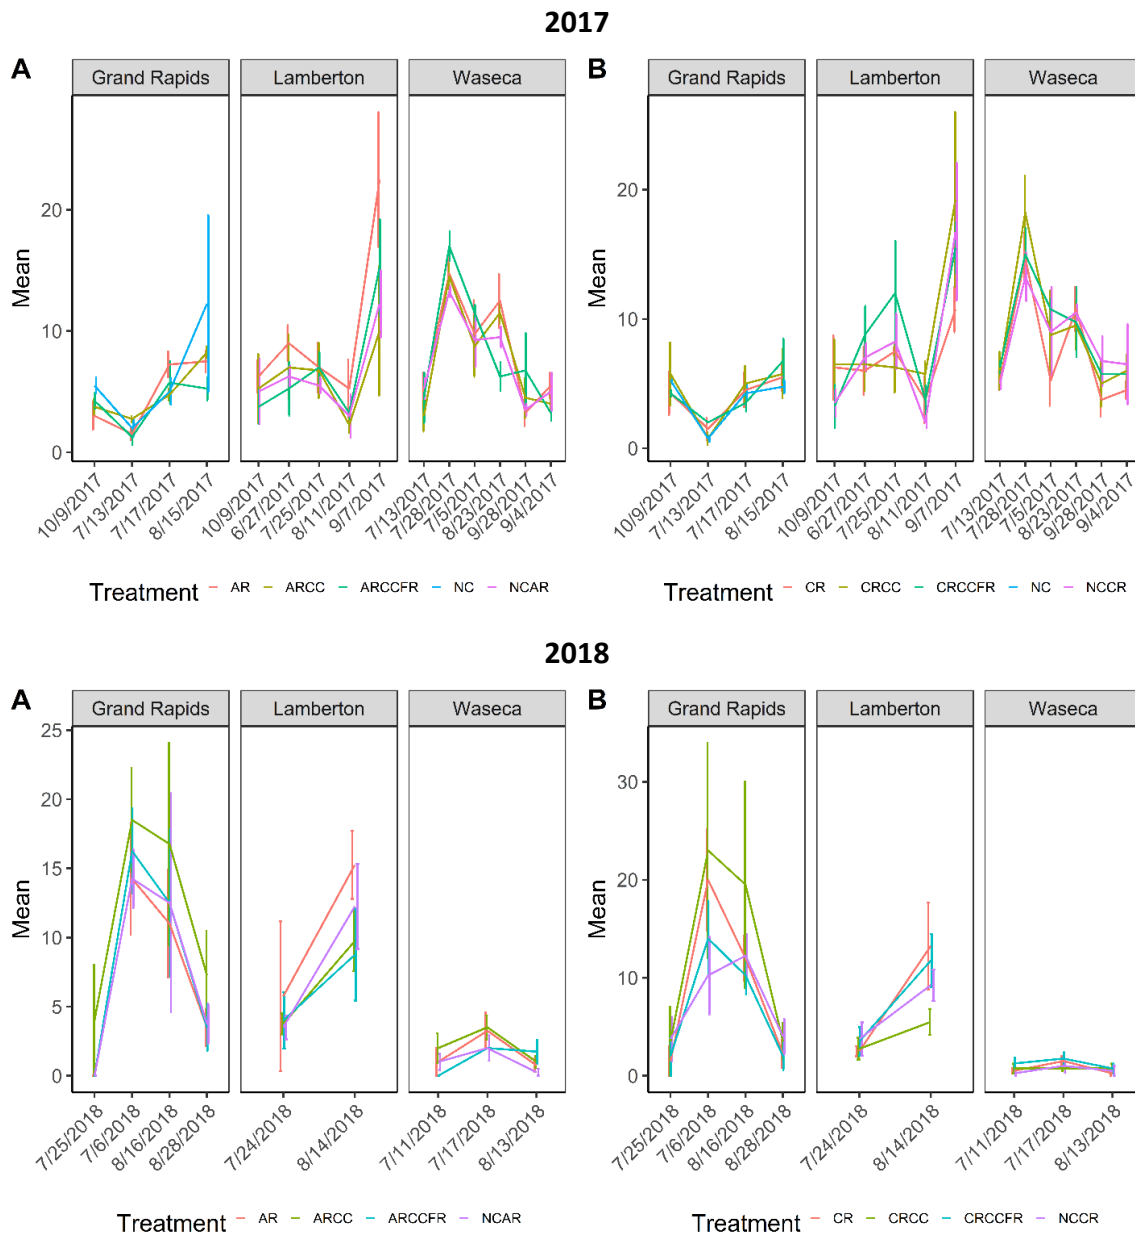 2017
A B
Grand Rapids Lamberton Waseca Grand Rapids Lamberton Waseca
Mean Mean
20 20
10 10
0 0
10/9/2017 7/13/2017 7/17/2017 8/15/2017 10/9/2017 6/27/2017 7/25/2017 8/11/2017 9/7/2017 7/13/2017 7/28/2017 7/5/2017 8/23/2017 9/28/2017 9/4/2017 10/9/2017 7/13/2017 7/17/2017 8/15/2017 10/9/2017 6/27/2017 7/25/2017 8/11/2017 9/7/2017 7/13/2017 7/28/2017 7/5/2017 8/23/2017 9/28/2017 9/4/2017
Treatment AR ARCC ARCCFR NC NCAR Treatment CR CRCC CRCCFR NC NCCR
2018
A B
Grand Rapids Lamberton Waseca Grand Rapids Lamberton Waseca
Mean Mean
25
20 30
15 20
10
5 10
0 0
7/25/2018 7/6/2018 8/16/2018 8/28/2018 7/24/2018 8/14/2018 7/11/2018 7/17/2018 8/13/2018 7/25/2018 7/6/2018 8/16/2018 8/28/2018 7/24/2018 8/14/2018 7/11/2018 7/17/2018 8/13/2018
Treatment AR ARCC ARCCFR NCAR Treatment CR CRCC CRCCFR NCCR